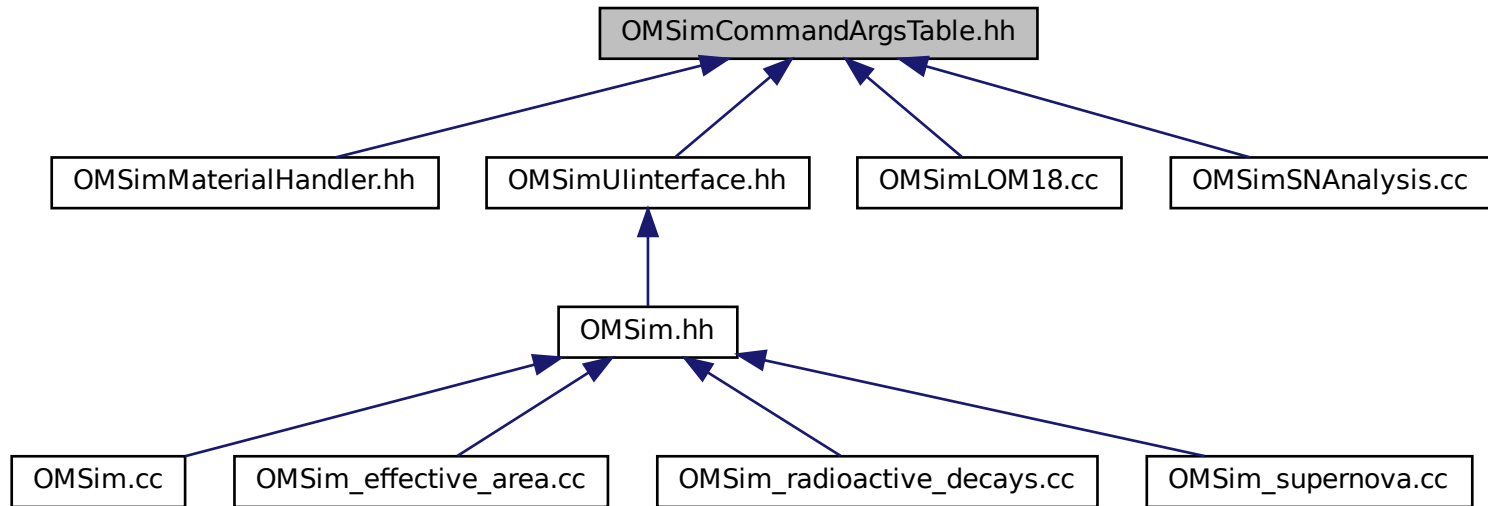 OMSimCommandArgsTable.hh
OMSimMaterialHandler.hh
OMSimUIinterface.hh
OMSimLOM18.cc
OMSimSNAnalysis.cc
OMSim.hh
OMSim.cc
OMSim_effective_area.cc
OMSim_radioactive_decays.cc
OMSim_supernova.cc